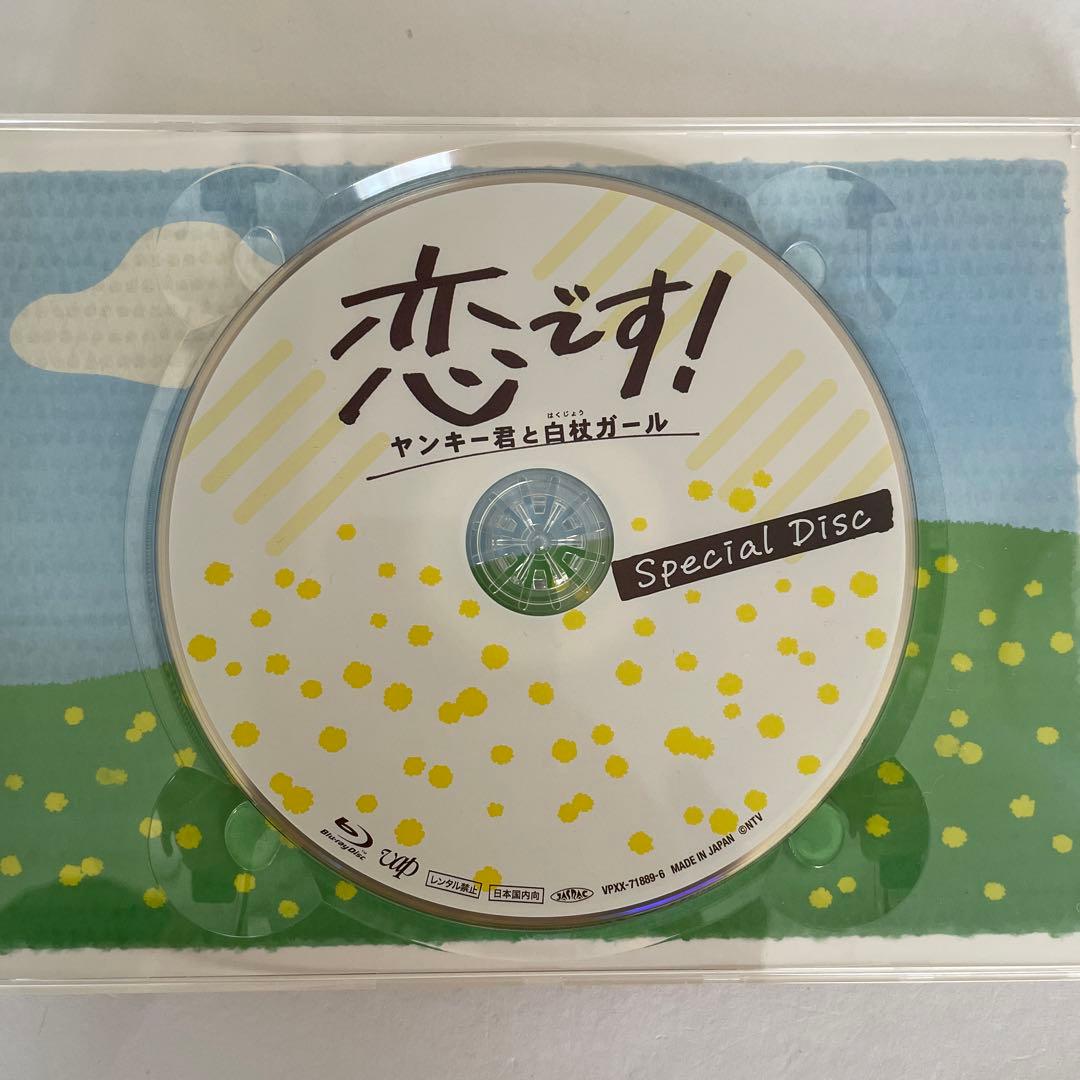 恋です!
はくじょう
ヤンキー君と白杖ガール
Special Disc
Blu-ray Disc™
vap
レンタル禁止
日本国内向
JASRAC
VPXX-71889-6 MADE IN JAPAN ©NTV